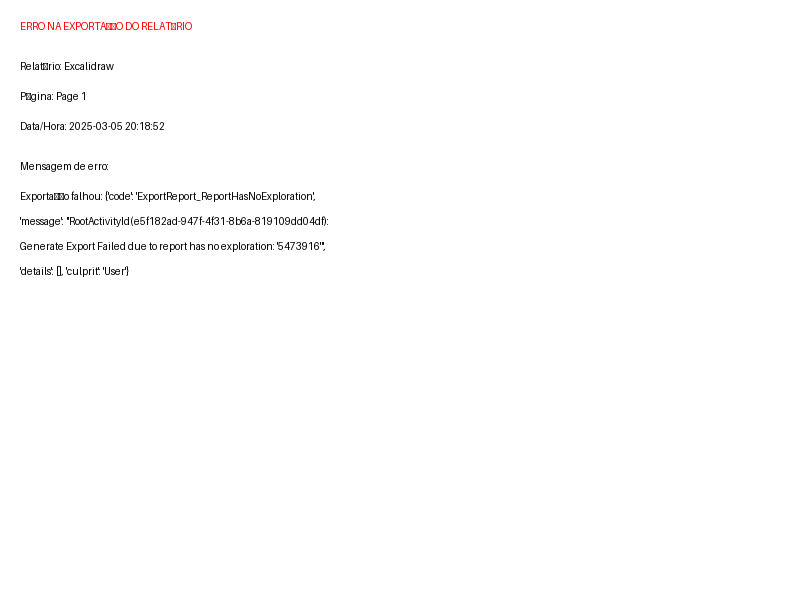 ERRO NA EXPORTA□□O DO RELAT□RIO
Relat□rio: Excalidraw
P□gina: Page 1
Data/Hora: 2025-03-05 20:18:52
Mensagem de erro:
Exporta□□o falhou: {'code': 'ExportReport_ReportHasNoExploration',
'message': "RootActivityId(e5f182ad-947f-4f31-8b6a-819109dd04df):
Generate Export Failed due to report has no exploration: '5473916'",
'details': [], 'culprit': 'User'}